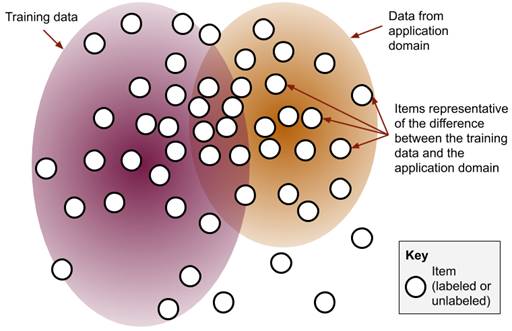 Training data
Data from
application
domain
Items representative
of the difference
between the training
data and the
application domain
Key
Item
(labeled or
unlabeled)